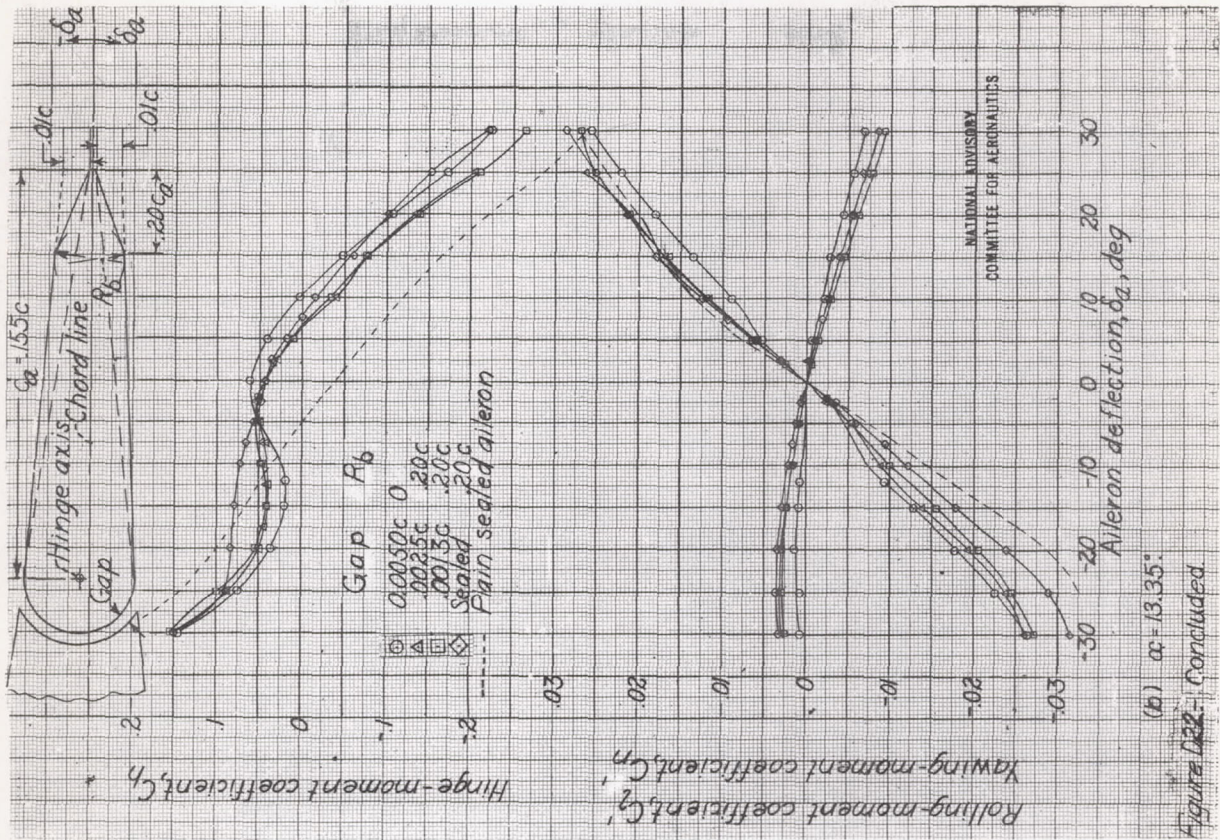 δa
δa
.01c
.01c
Ca = .155c
.20Ca
Hinge axis
Chord line
Rb
Gap
.2
.1
0
-.1
-.2
Hinge-moment coefficient, Ch
Gap Rb
0.0050c 0
.0025c .20c
.0013c .20c
Sealed .20c
Plain sealed aileron
.03
.02
.01
0
-.01
-.02
-.03
Rolling-moment coefficient, Cl'
Yawing-moment coefficient, Cn'
-30 -20 -10 0 10 20 30
Aileron deflection, δa, deg
NATIONAL ADVISORY
COMMITTEE FOR AERONAUTICS
(b) α = 13.35°.
Figure D22.- Concluded.